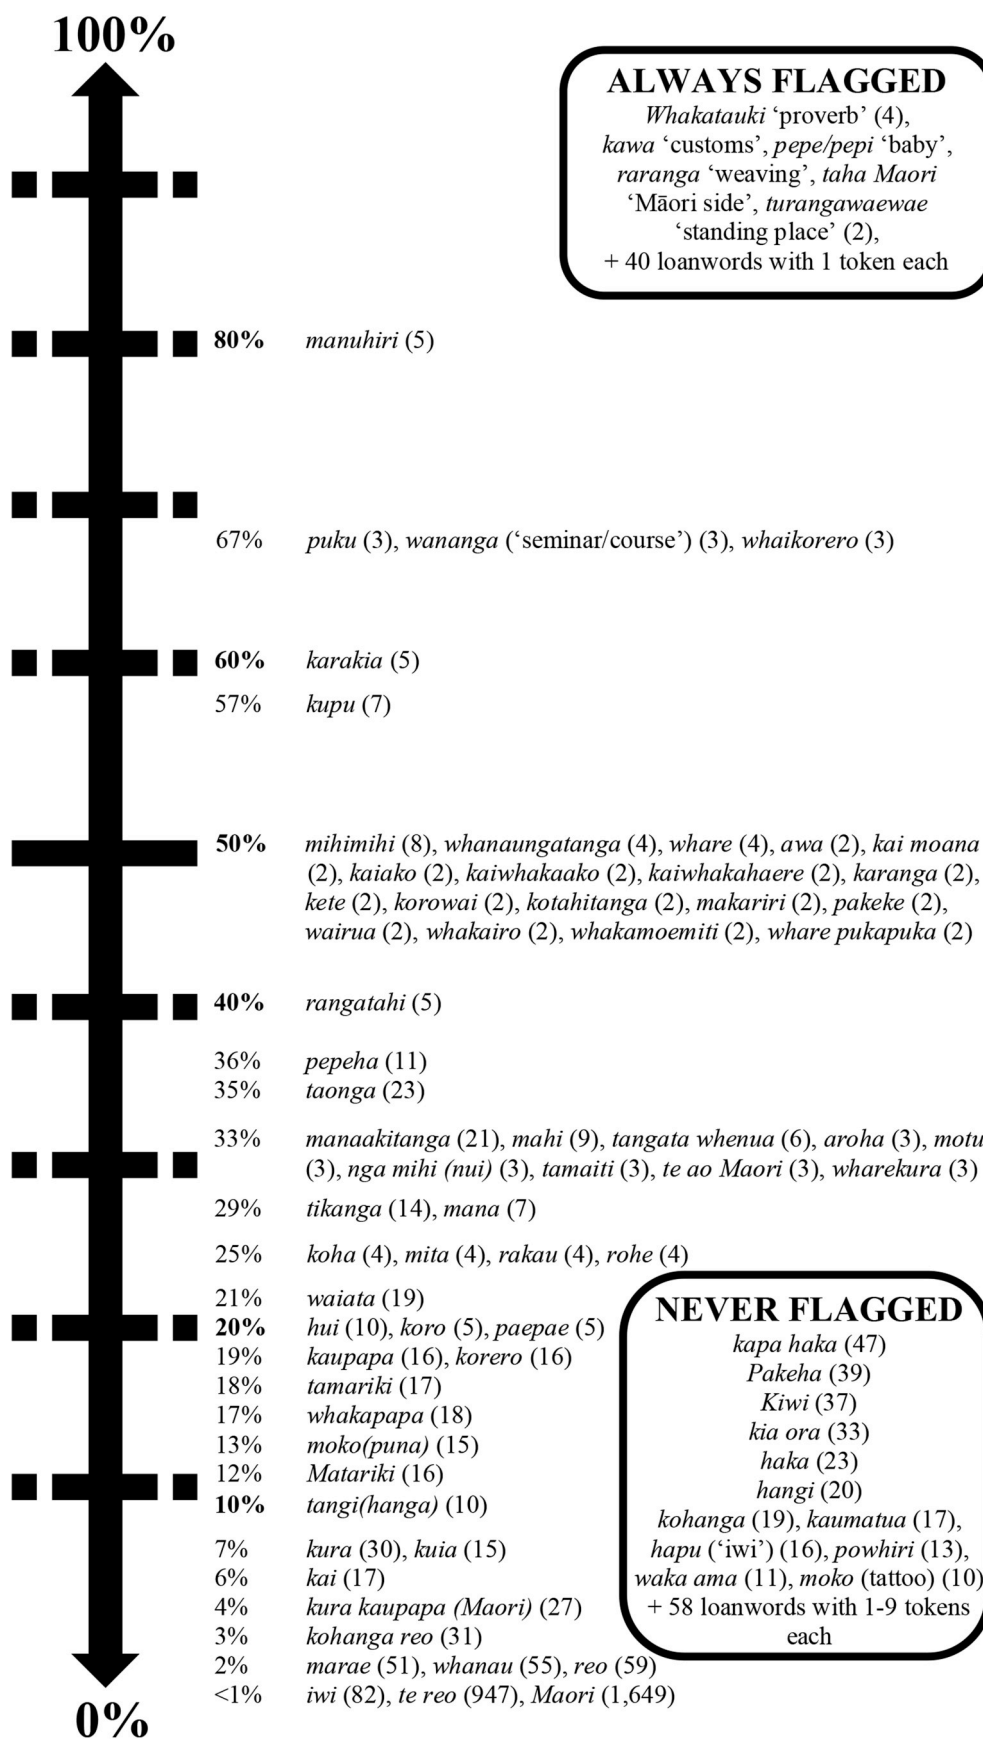 100%
ALWAYS FLAGGED
Whakatauki ‘proverb’ (4),
kawa ‘customs’, pepe/pepi ‘baby’,
raranga ‘weaving’, taha Maori
‘Māori side’, turangawaewae
‘standing place’ (2),
+ 40 loanwords with 1 token each
80% manuhiri (5)
67% puku (3), wananga (‘seminar/course’) (3), whaikorero (3)
60% karakia (5)
57% kupu (7)
50% mihimihi (8), whanaungatanga (4), whare (4), awa (2), kai moana
(2), kaiako (2), kaiwhakaako (2), kaiwhakahaere (2), karanga (2),
kete (2), korowai (2), kotahitanga (2), makariri (2), pakeke (2),
wairua (2), whakairo (2), whakamoemiti (2), whare pukapuka (2)
40% rangatahi (5)
36% pepeha (11)
35% taonga (23)
33% manaakitanga (21), mahi (9), tangata whenua (6), aroha (3), motu
(3), nga mihi (nui) (3), tamaiti (3), te ao Maori (3), wharekura (3)
29% tikanga (14), mana (7)
25% koha (4), mita (4), rakau (4), rohe (4)
21% waiata (19)
20% hui (10), koro (5), paepae (5)
19% kaupapa (16), korero (16)
18% tamariki (17)
17% whakapapa (18)
13% moko(puna) (15)
12% Matariki (16)
10% tangi(hanga) (10)
7% kura (30), kuia (15)
6% kai (17)
4% kura kaupapa (Maori) (27)
3% kohanga reo (31)
2% marae (51), whanau (55), reo (59)
<1% iwi (82), te reo (947), Maori (1,649)
0%
NEVER FLAGGED
kapa haka (47)
Pakeha (39)
Kiwi (37)
kia ora (33)
haka (23)
hangi (20)
kohanga (19), kaumatua (17),
hapu (‘iwi’) (16), powhiri (13),
waka ama (11), moko (tattoo) (10)
+ 58 loanwords with 1-9 tokens
each